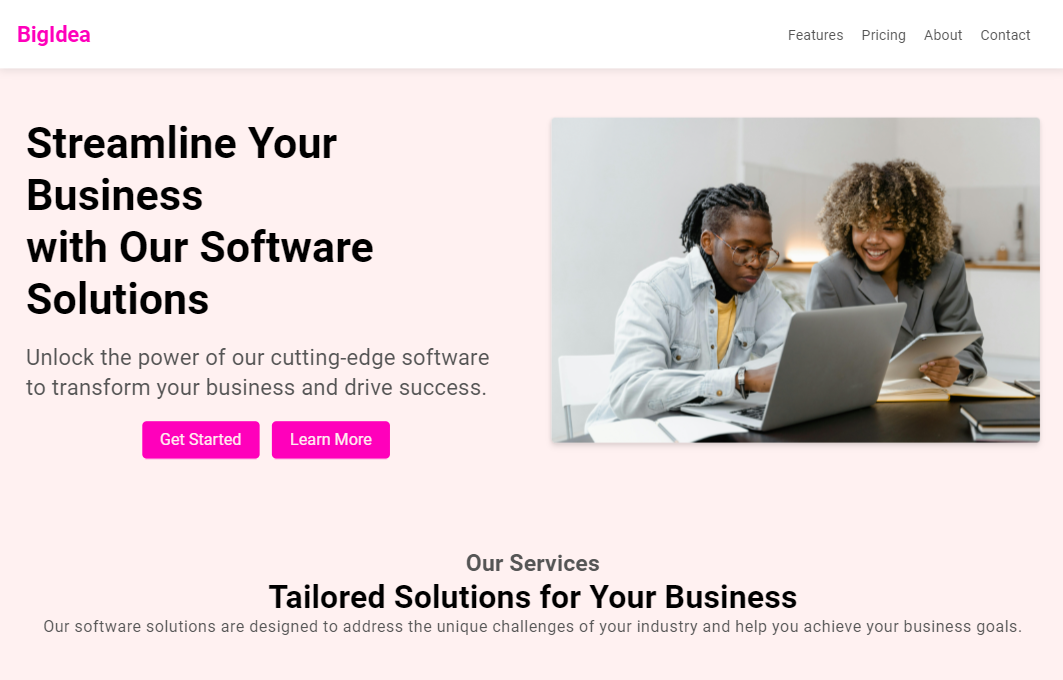 BigIdea
Features Pricing About Contact
Streamline Your
Business
with Our Software
Solutions
Unlock the power of our cutting-edge software
to transform your business and drive success.
Get Started Learn More
Our Services
Tailored Solutions for Your Business
Our software solutions are designed to address the unique challenges of your industry and help you achieve your business goals.